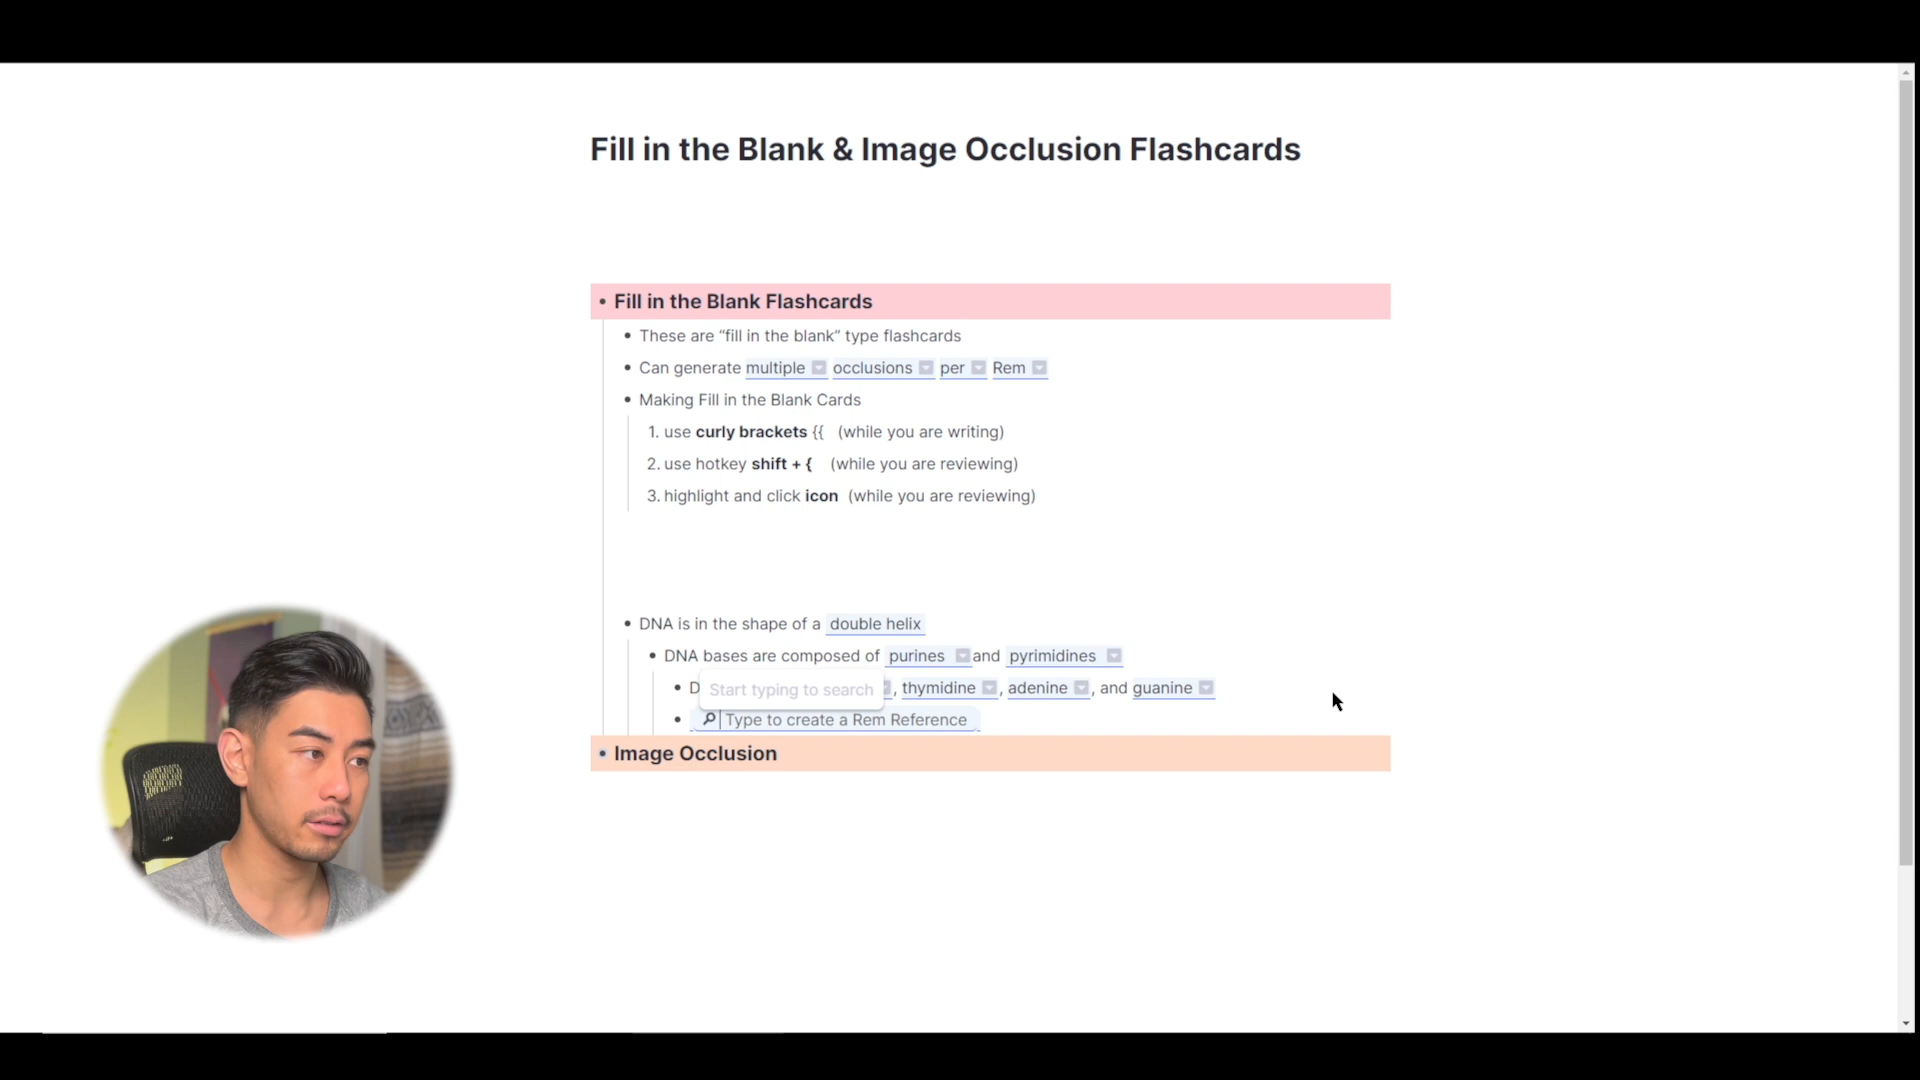 Fill in the Blank & Image Occlusion Flashcards
• Fill in the Blank Flashcards
• These are “fill in the blank” type flashcards
• Can generate multiple occlusions per Rem
• Making Fill in the Blank Cards
1. use curly brackets {{ (while you are writing)
2. use hotkey shift + { (while you are reviewing)
3. highlight and click icon (while you are reviewing)
• DNA is in the shape of a double helix
• DNA bases are composed of purines and pyrimidines
• D Start typing to search , thymidine , adenine , and guanine
• Type to create a Rem Reference
• Image Occlusion